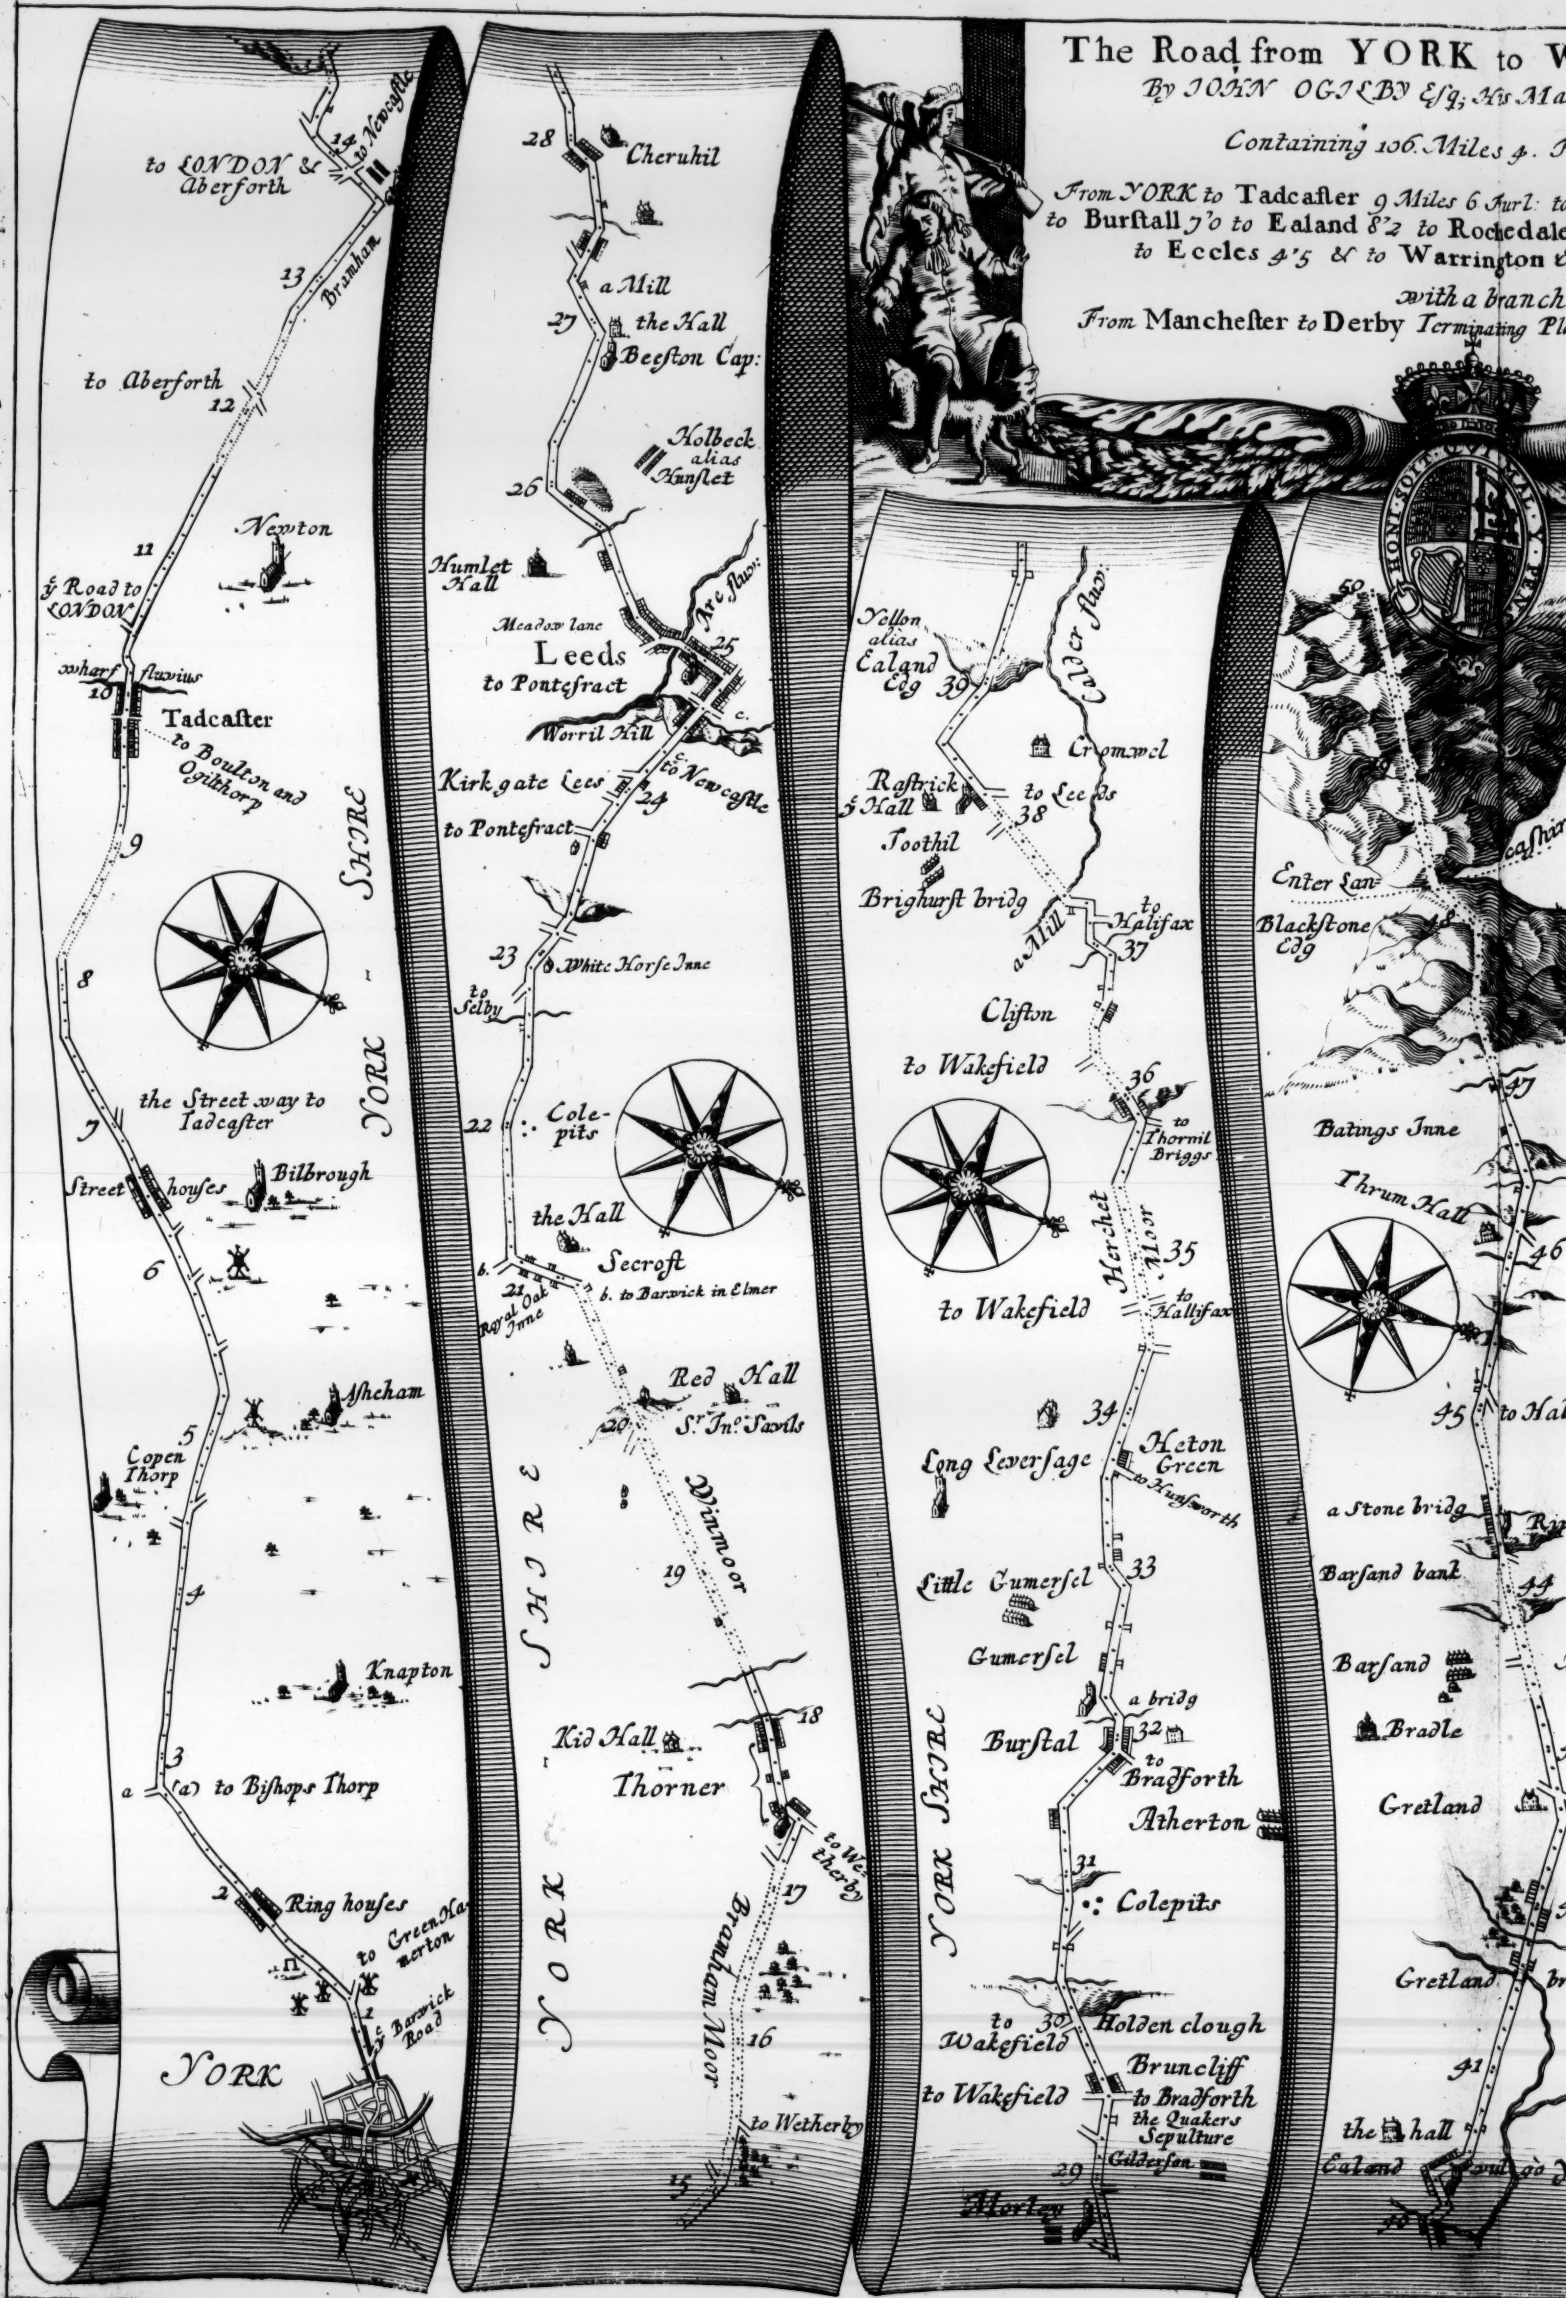 The Road from YORK to W
By IOHN OGILBY Esq; His Ma
Containing 106. Miles 4.
From YORK to Tadcaſter 9 Miles 6 Furl: to
to Burſtall 7'0 to Ealand 8'2 to Rochedale
to Eccles 4'5 & to Warrington &
with a branch
From Mancheſter to Derby Terminating Pl
HONI·SOIT·QVI·MAL·Y·PEN
to Newcaſtle
14
to LONDON &
Aberforth
13
Bramham
to Aberforth
12
Newton
11
yͤ Road to
LONDON
wharf fluvius
10
Tadcaſter
to Boulton and
Ogilthorp
9
8
YORK - SHIRE
the Street way to
Tadcaſter
7
Street houſes
Bilbrough
6
Aſheham
5
Copen
Thorp
4
Knapton
3
a (a) to Biſhops Thorp
2
Ring houſes
to Green Ha-
merton
1
yͤ Barwick
Road
YORK
28
Cheruhil
a Mill
27
the Hall
Beeſton Cap:
Holbeck
alias
Hunſlet
26
Humlet
Hall
Are fluv:
Meadow lane
25
Leeds
to Pontefract
c.
Worril Hill
c to Newcaſtle
Kirkgate Lees
24
to Pontefract
23
White Horſe Inne
to
Selby
22
Cole-
pits
the Hall
Secroft
b.
21
b. to Barwick in Elmer
Royal Oak
Inne
Red Hall
Sʳ. Jnᵒ. Savils
20
Winmoor
19
YORK - SHIRE
18
Kid Hall
Thorner
to We-
therby
17
Bramham Moor
16
to Wetherby
15
Calder fluv:
Yellon
alias
Ealand
Edg
39
Cromwel
Raſtrick
yͤ Hall
to Leeds
38
Toothil
Brighurſt bridg
a Mill
to
Halifax
37
Clifton
to Wakefield
36
to
Thornil
Briggs
Herchet Moor
35
to Wakefield
to
Hallifax
34
Long Leverſage
Heton
Green
to Hunſworth
33
Little Gumerſel
Gumerſel
a bridg
Burſtal
32
to
Bradforth
Atherton
YORK SHIRE
31
Colepits
to
Wakefield
30
Holden clough
Bruncliff
to Wakefield
to Bradforth
the Quakers
Sepulture
29
Gilderson
Morley
50
49
caſhir
Enter Lan=
48
Blackſtone
Edg
47
Batings Inne
Thrum Hall
46
45
to Hal
a Stone bridg
Barſand bank
44
Barſand
Bradle
Gretland
Gretland br
41
the hall
Ealand